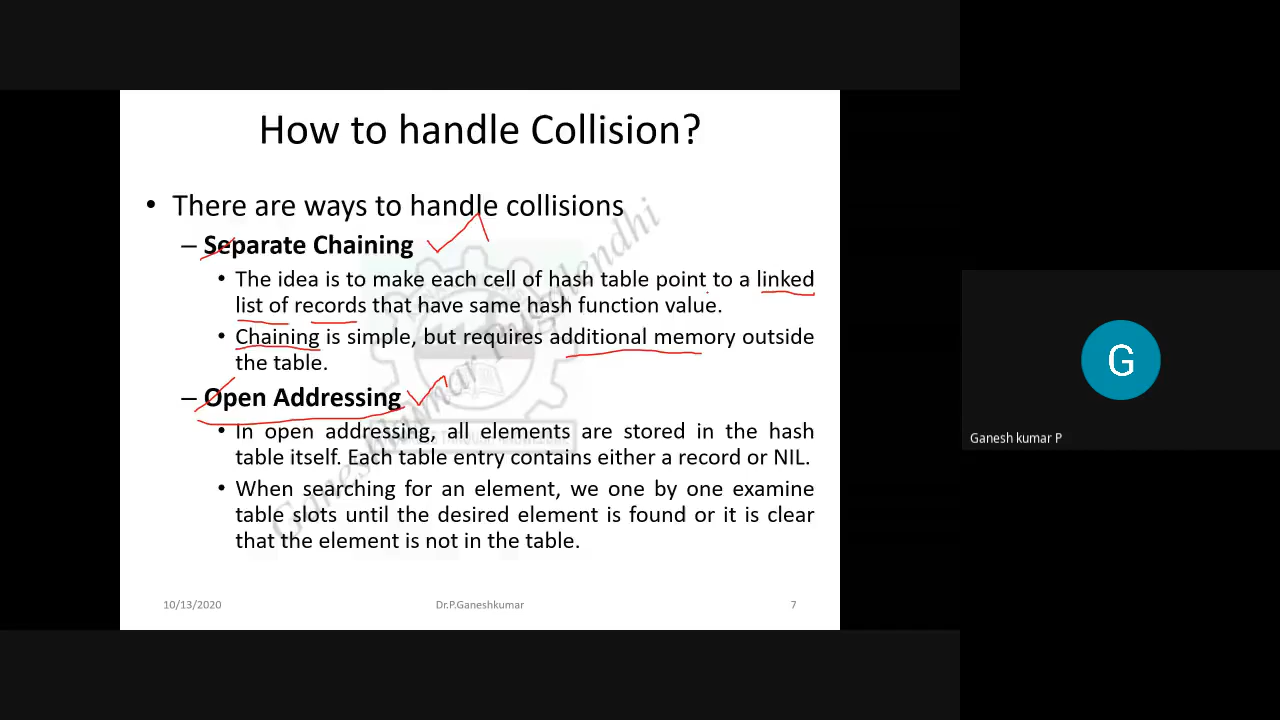 How to handle Collision?
• There are ways to handle collisions
– Separate Chaining
• The idea is to make each cell of hash table point to a linked
list of records that have same hash function value.
• Chaining is simple, but requires additional memory outside
the table.
– Open Addressing
• In open addressing, all elements are stored in the hash
table itself. Each table entry contains either a record or NIL.
• When searching for an element, we one by one examine
table slots until the desired element is found or it is clear
that the element is not in the table.
10/13/2020
Dr.P.Ganeshkumar
7
Ganeshkumar Pugalendhi
G
Ganesh kumar P